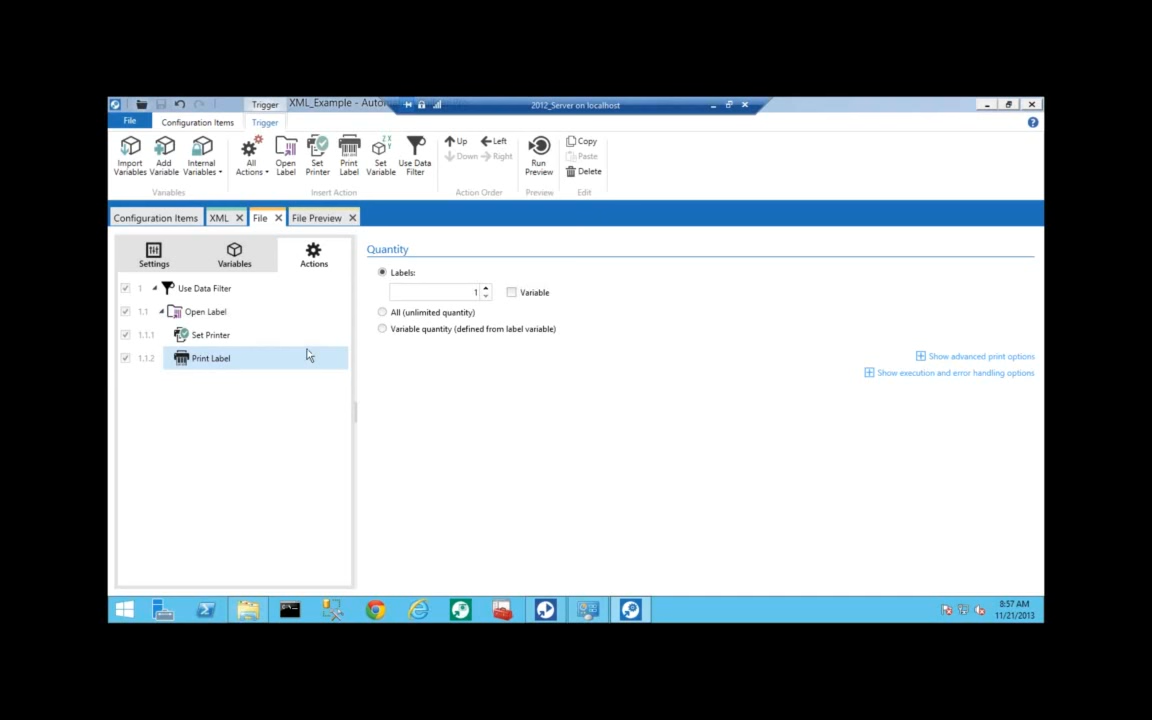 Trigger XML_Example - Autom 2012_Server on localhost
File Configuration Items Trigger
Import Variables
Add Variable
Internal Variables
All Actions
Open Label
Set Printer
Print Label
Set Variable
Use Data Filter
Up Left
Down Right
Run Preview
Copy
Paste
Delete
Variables Insert Action Action Order Preview Edit
Configuration Items XML File File Preview
Settings Variables Actions
1 Use Data Filter
1.1 Open Label
1.1.1 Set Printer
1.1.2 Print Label
Quantity
Labels:
1 Variable
All (unlimited quantity)
Variable quantity (defined from label variable)
Show advanced print options
Show execution and error handling options
8:57 AM
11/21/2013